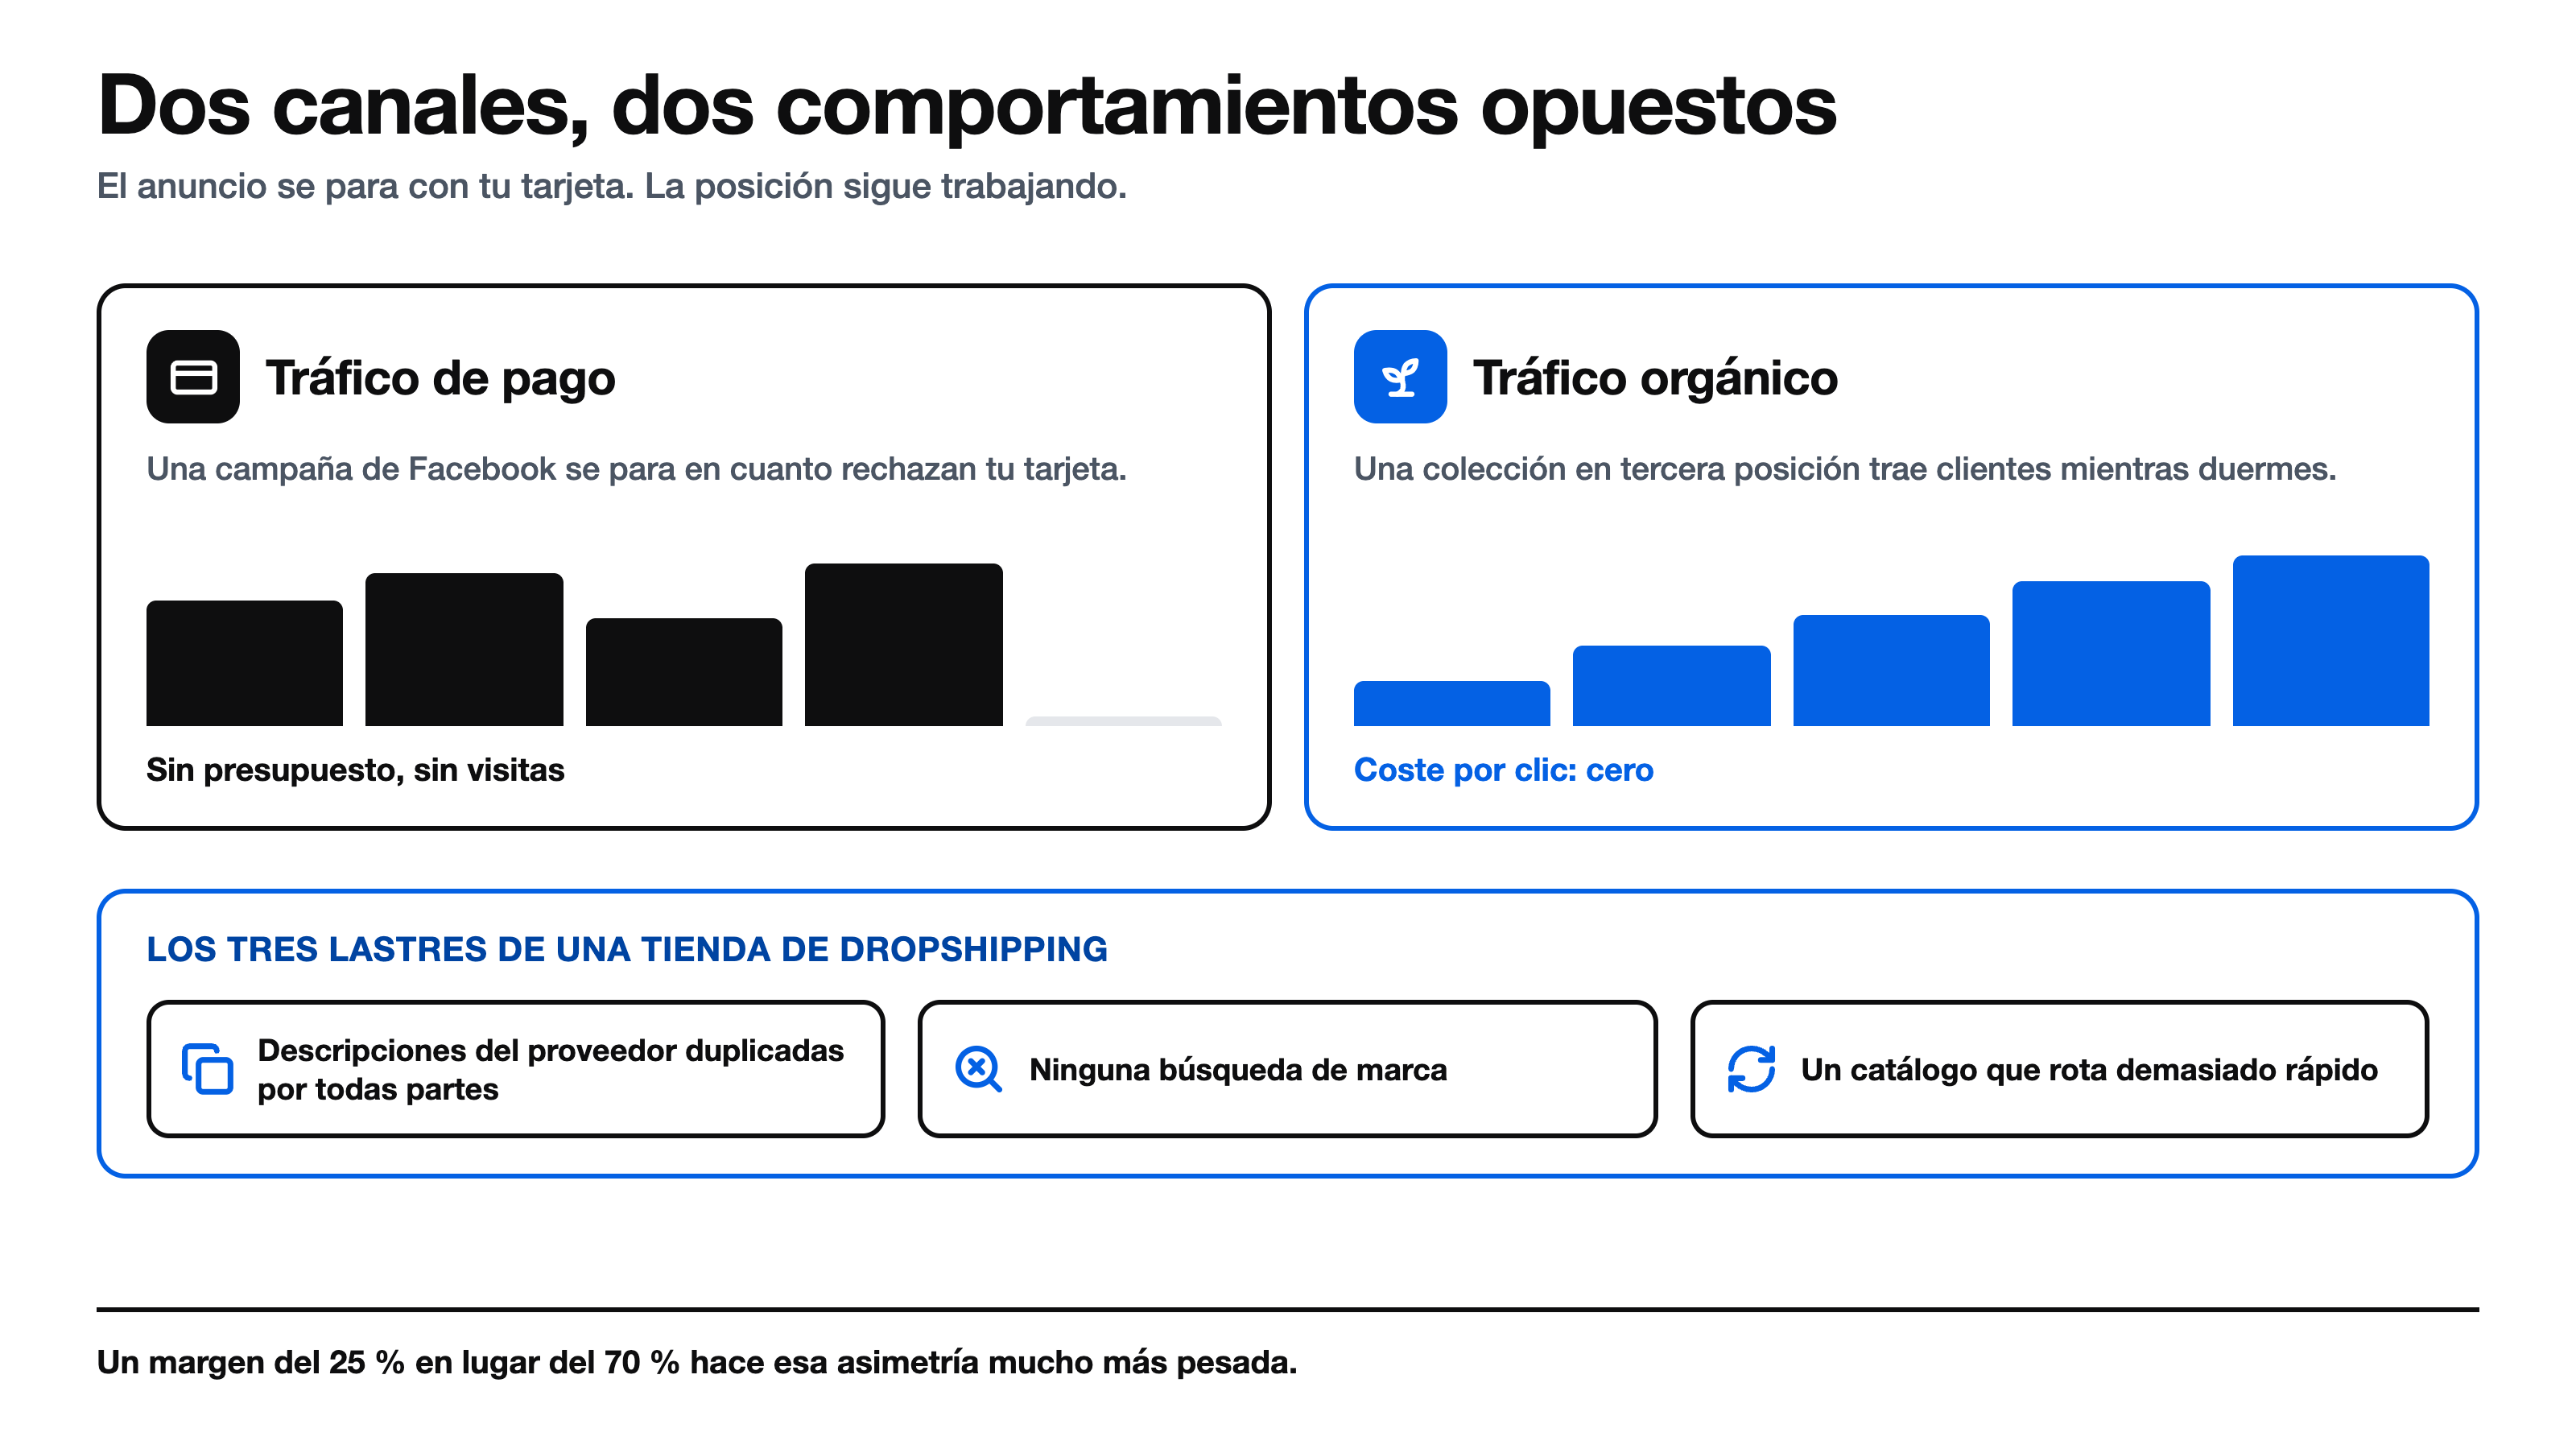 Dos canales, dos comportamientos opuestos
El anuncio se para con tu tarjeta. La posición sigue trabajando.
Tráfico de pago
Una campaña de Facebook se para en cuanto rechazan tu tarjeta.
Sin presupuesto, sin visitas
Tráfico orgánico
Una colección en tercera posición trae clientes mientras duermes.
Coste por clic: cero
LOS TRES LASTRES DE UNA TIENDA DE DROPSHIPPING
Descripciones del proveedor duplicadas
por todas partes
Ninguna búsqueda de marca
Un catálogo que rota demasiado rápido
Un margen del 25 % en lugar del 70 % hace esa asimetría mucho más pesada.